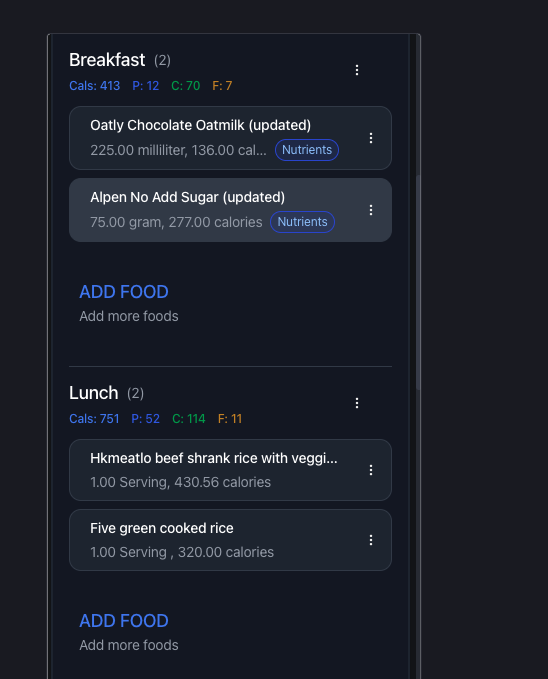 Breakfast (2)
Cals: 413 P: 12 C: 70 F: 7
Oatly Chocolate Oatmilk (updated)
225.00 milliliter, 136.00 cal... Nutrients
Alpen No Add Sugar (updated)
75.00 gram, 277.00 calories Nutrients
ADD FOOD
Add more foods
Lunch (2)
Cals: 751 P: 52 C: 114 F: 11
Hkmeatlo beef shrank rice with veggi...
1.00 Serving, 430.56 calories
Five green cooked rice
1.00 Serving , 320.00 calories
ADD FOOD
Add more foods